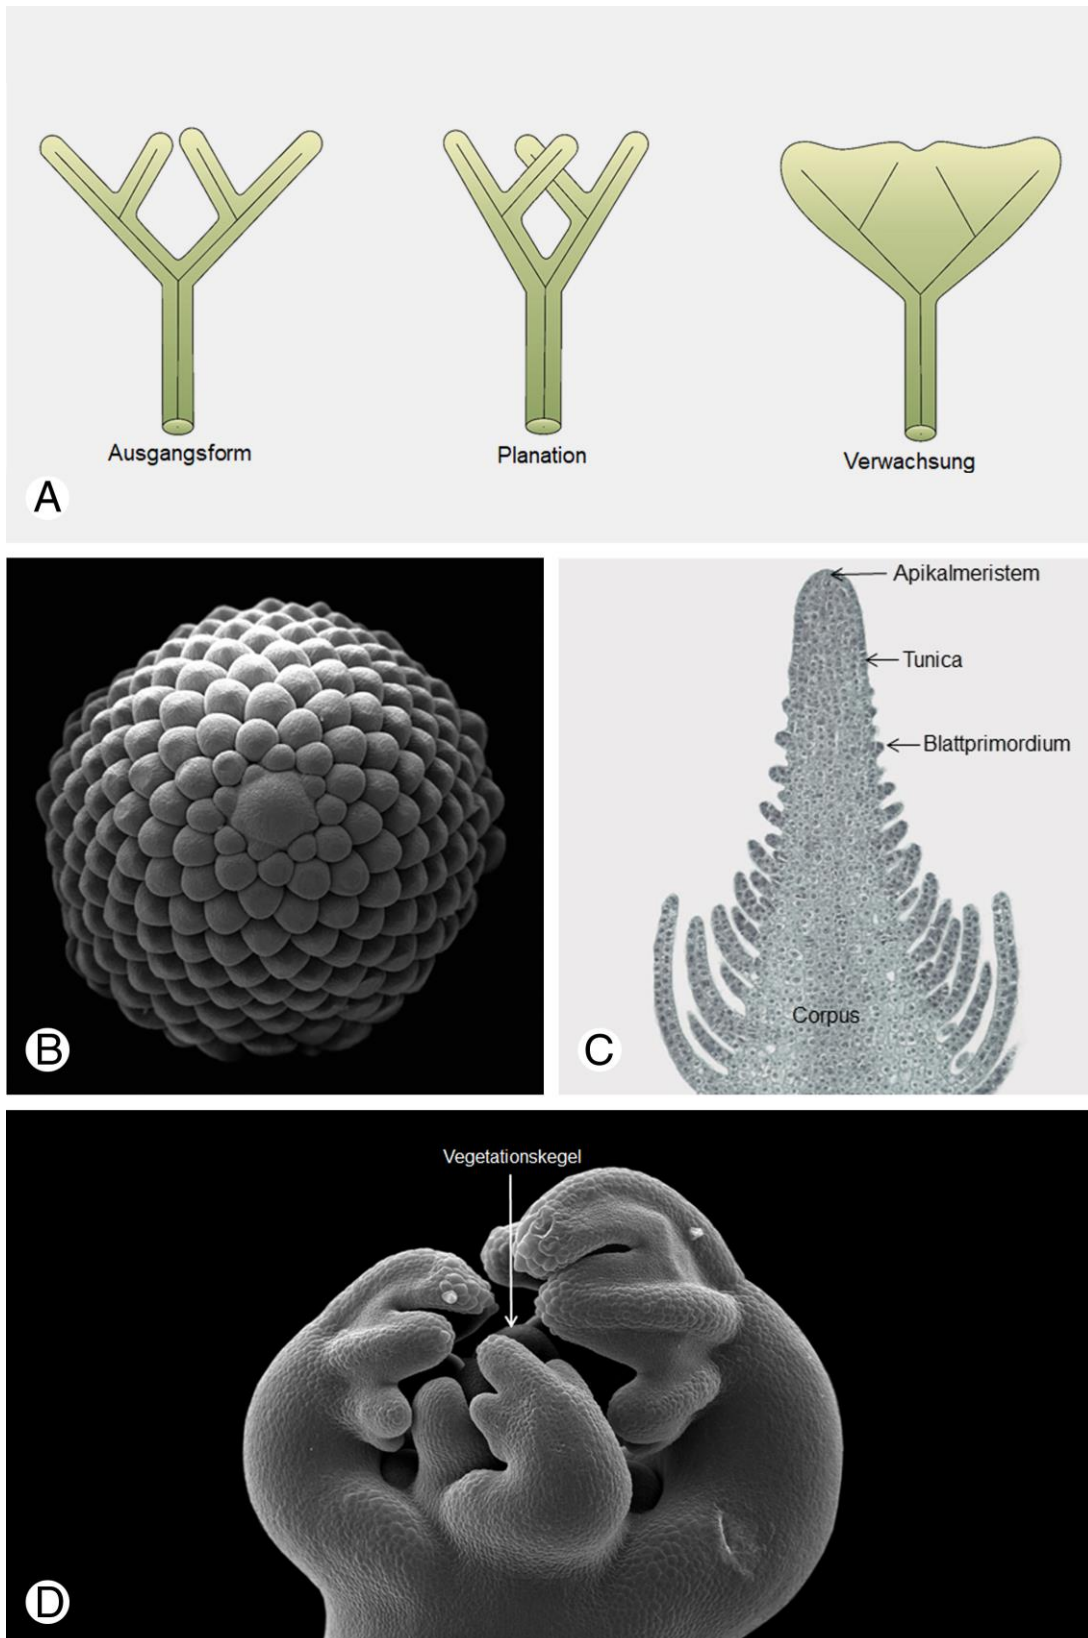 Ausgangsform
Planation
Verwachsung
A
Apikalmeristem
Tunica
Blattprimordium
Corpus
B
C
Vegetationskegel
D